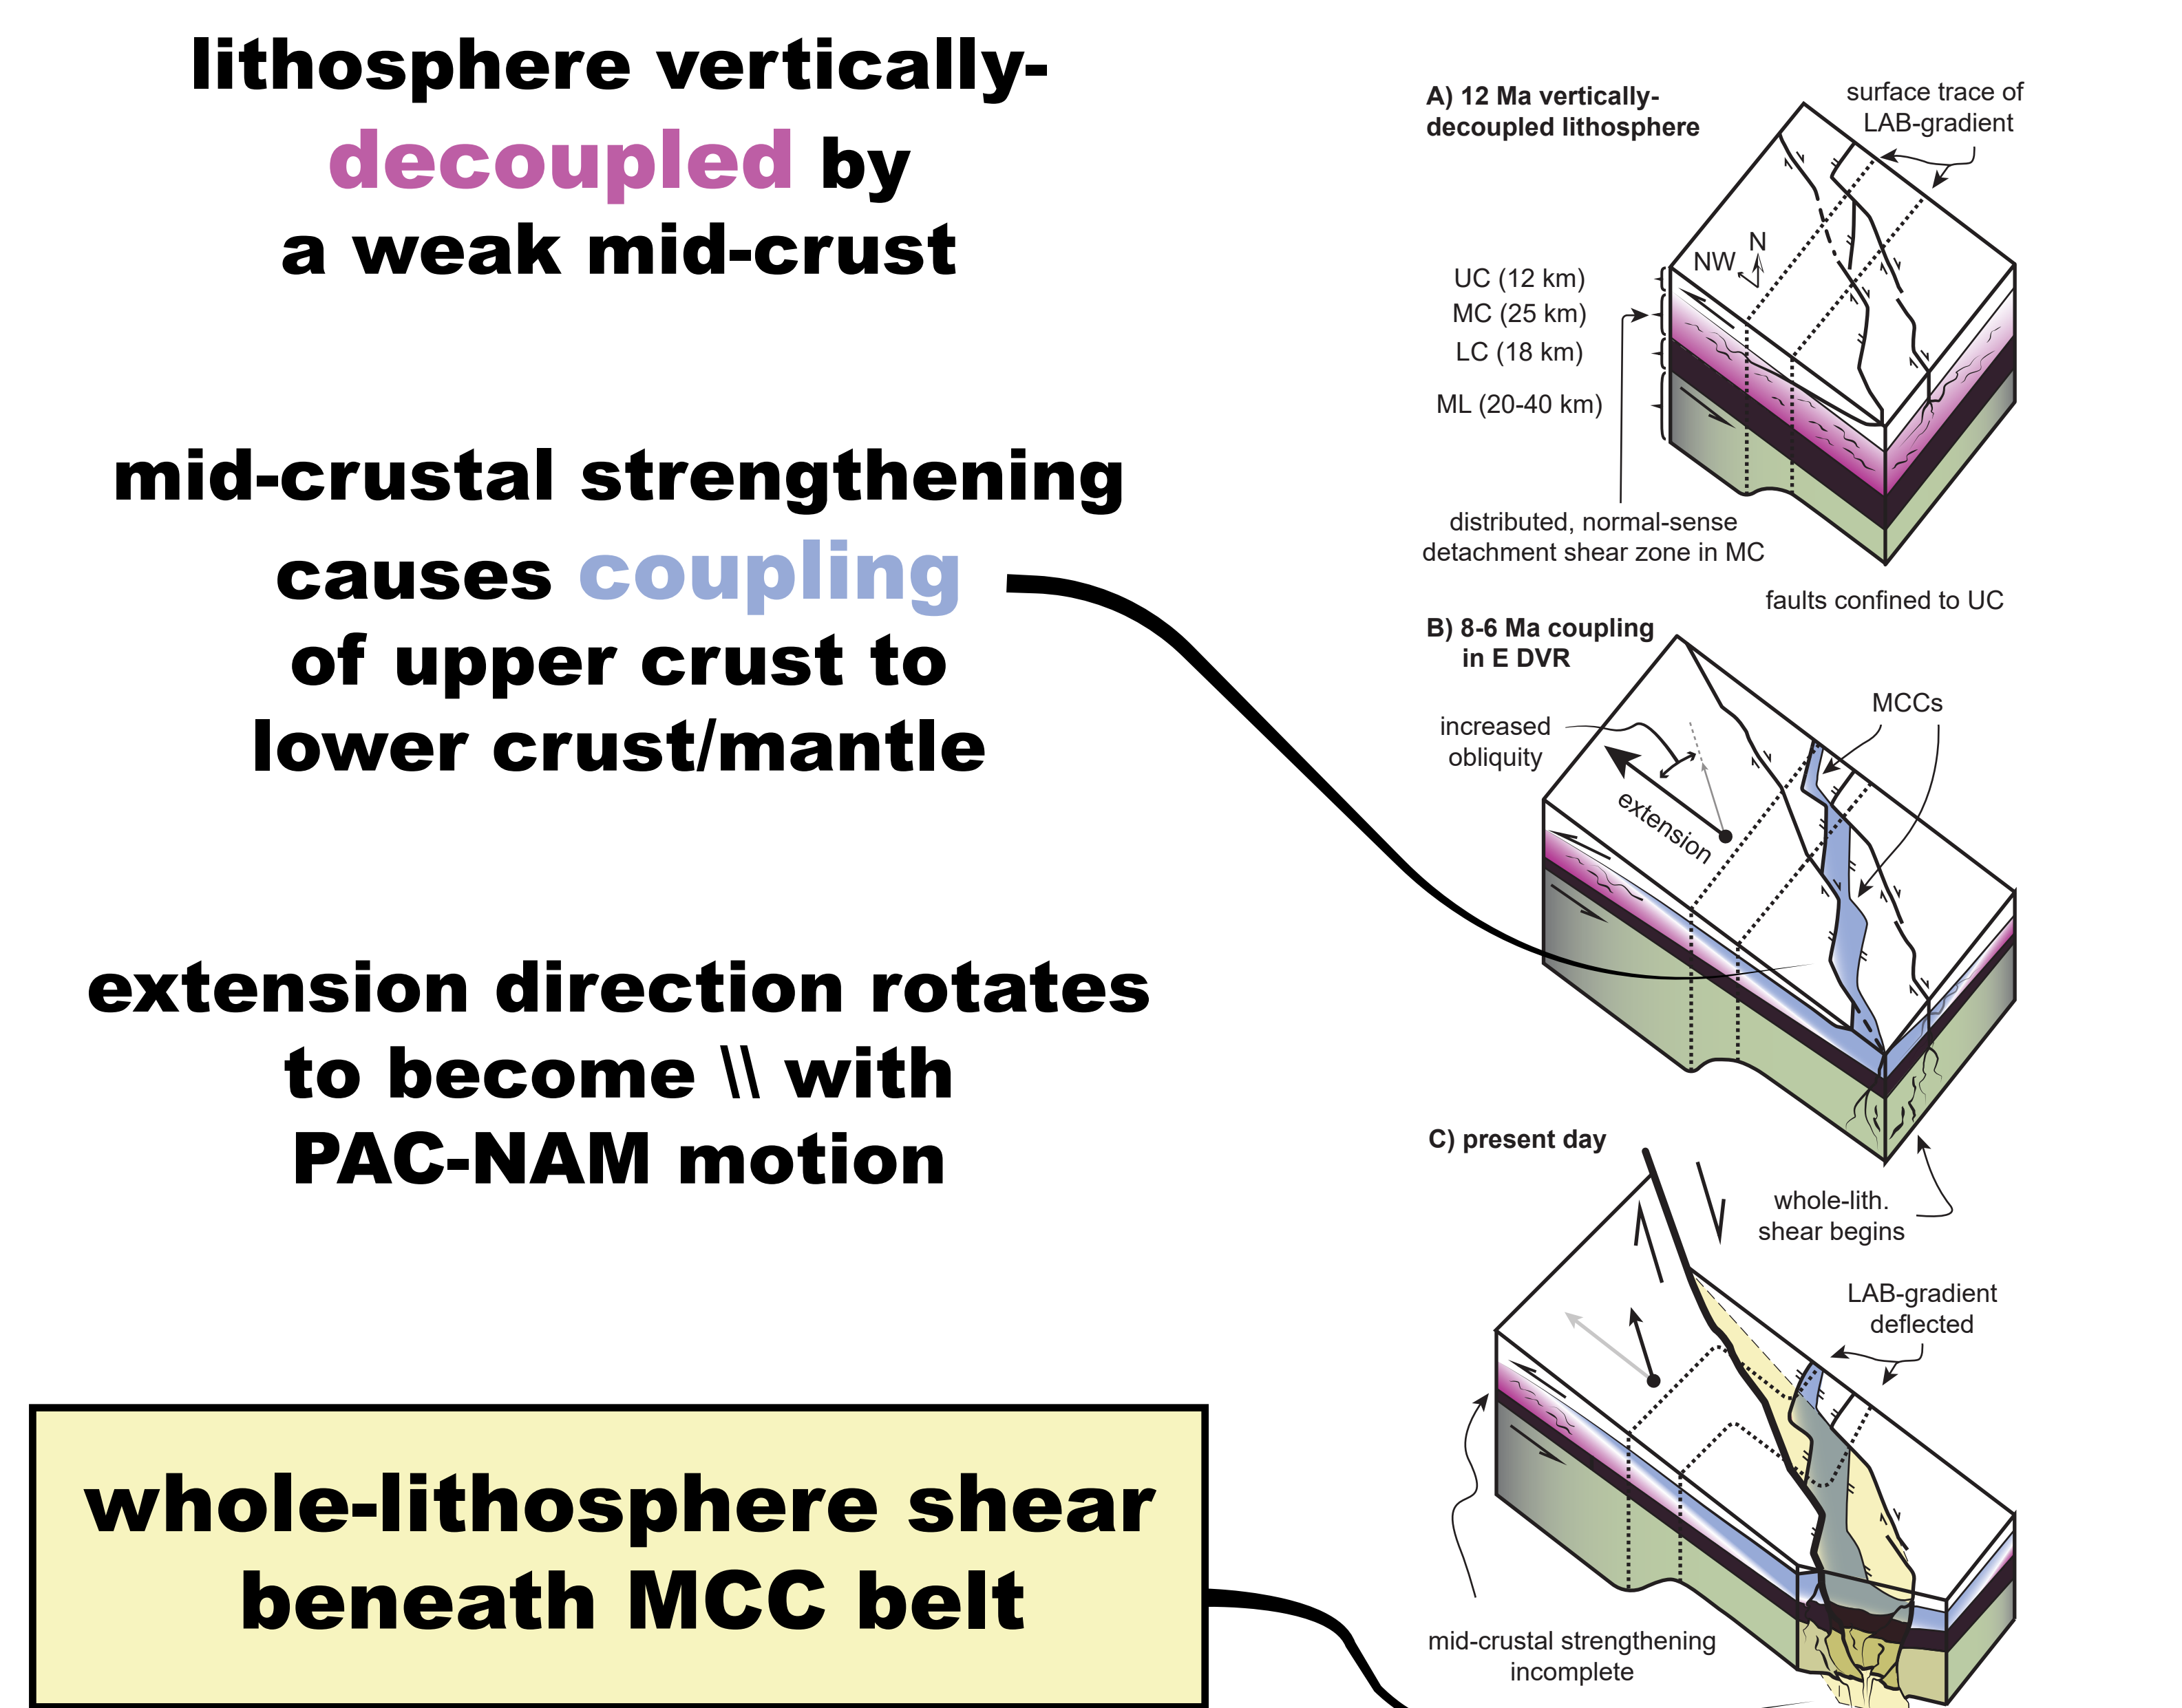 lithosphere vertically-
decoupled by
a weak mid-crust
mid-crustal strengthening
causes coupling
of upper crust to
lower crust/mantle
extension direction rotates
to become \\ with
PAC-NAM motion
whole-lithosphere shear
beneath MCC belt
A) 12 Ma vertically-
decoupled lithosphere
surface trace of
LAB-gradient
N
NW
UC (12 km)
MC (25 km)
LC (18 km)
ML (20-40 km)
distributed, normal-sense
detachment shear zone in MC
faults confined to UC
B) 8-6 Ma coupling
in E DVR
MCCs
increased
obliquity
extension
whole-lith.
shear begins
C) present day
LAB-gradient
deflected
mid-crustal strengthening
incomplete